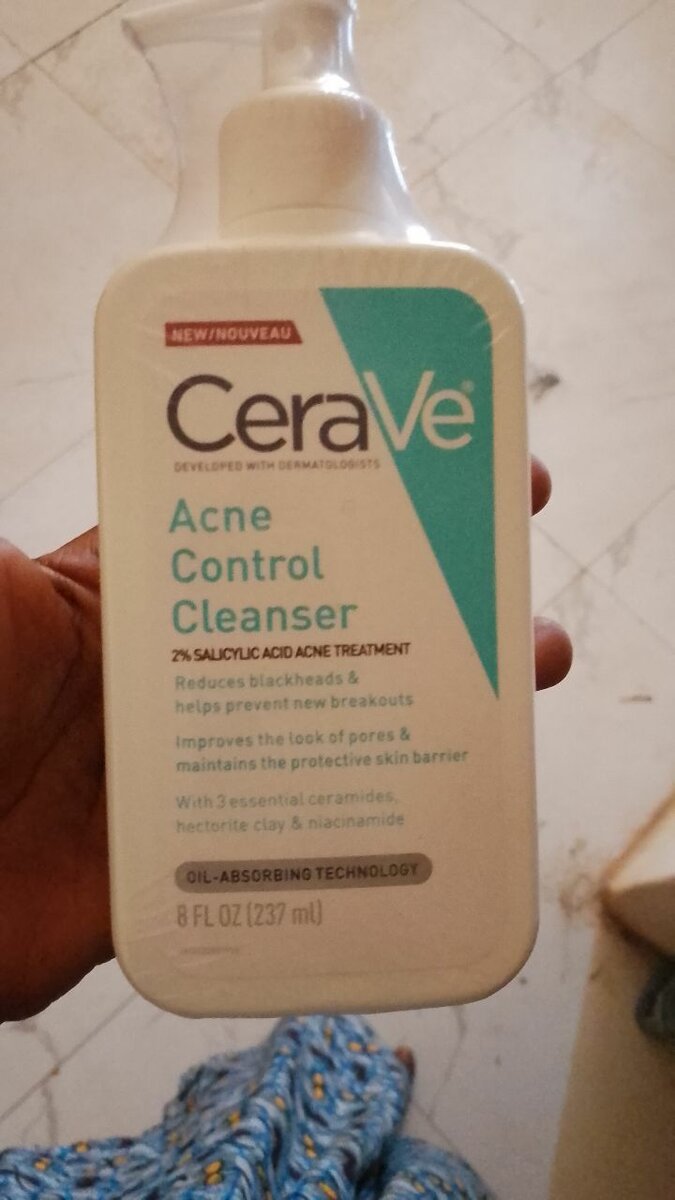 NEW/NOUVEAU
CeraVe®
DEVELOPED WITH DERMATOLOGISTS
Acne
Control
Cleanser
2% SALICYLIC ACID ACNE TREATMENT
Reduces blackheads &
helps prevent new breakouts
Improves the look of pores &
maintains the protective skin barrier
With 3 essential ceramides,
hectorite clay & niacinamide
OIL-ABSORBING TECHNOLOGY
8 FL OZ (237 ml)